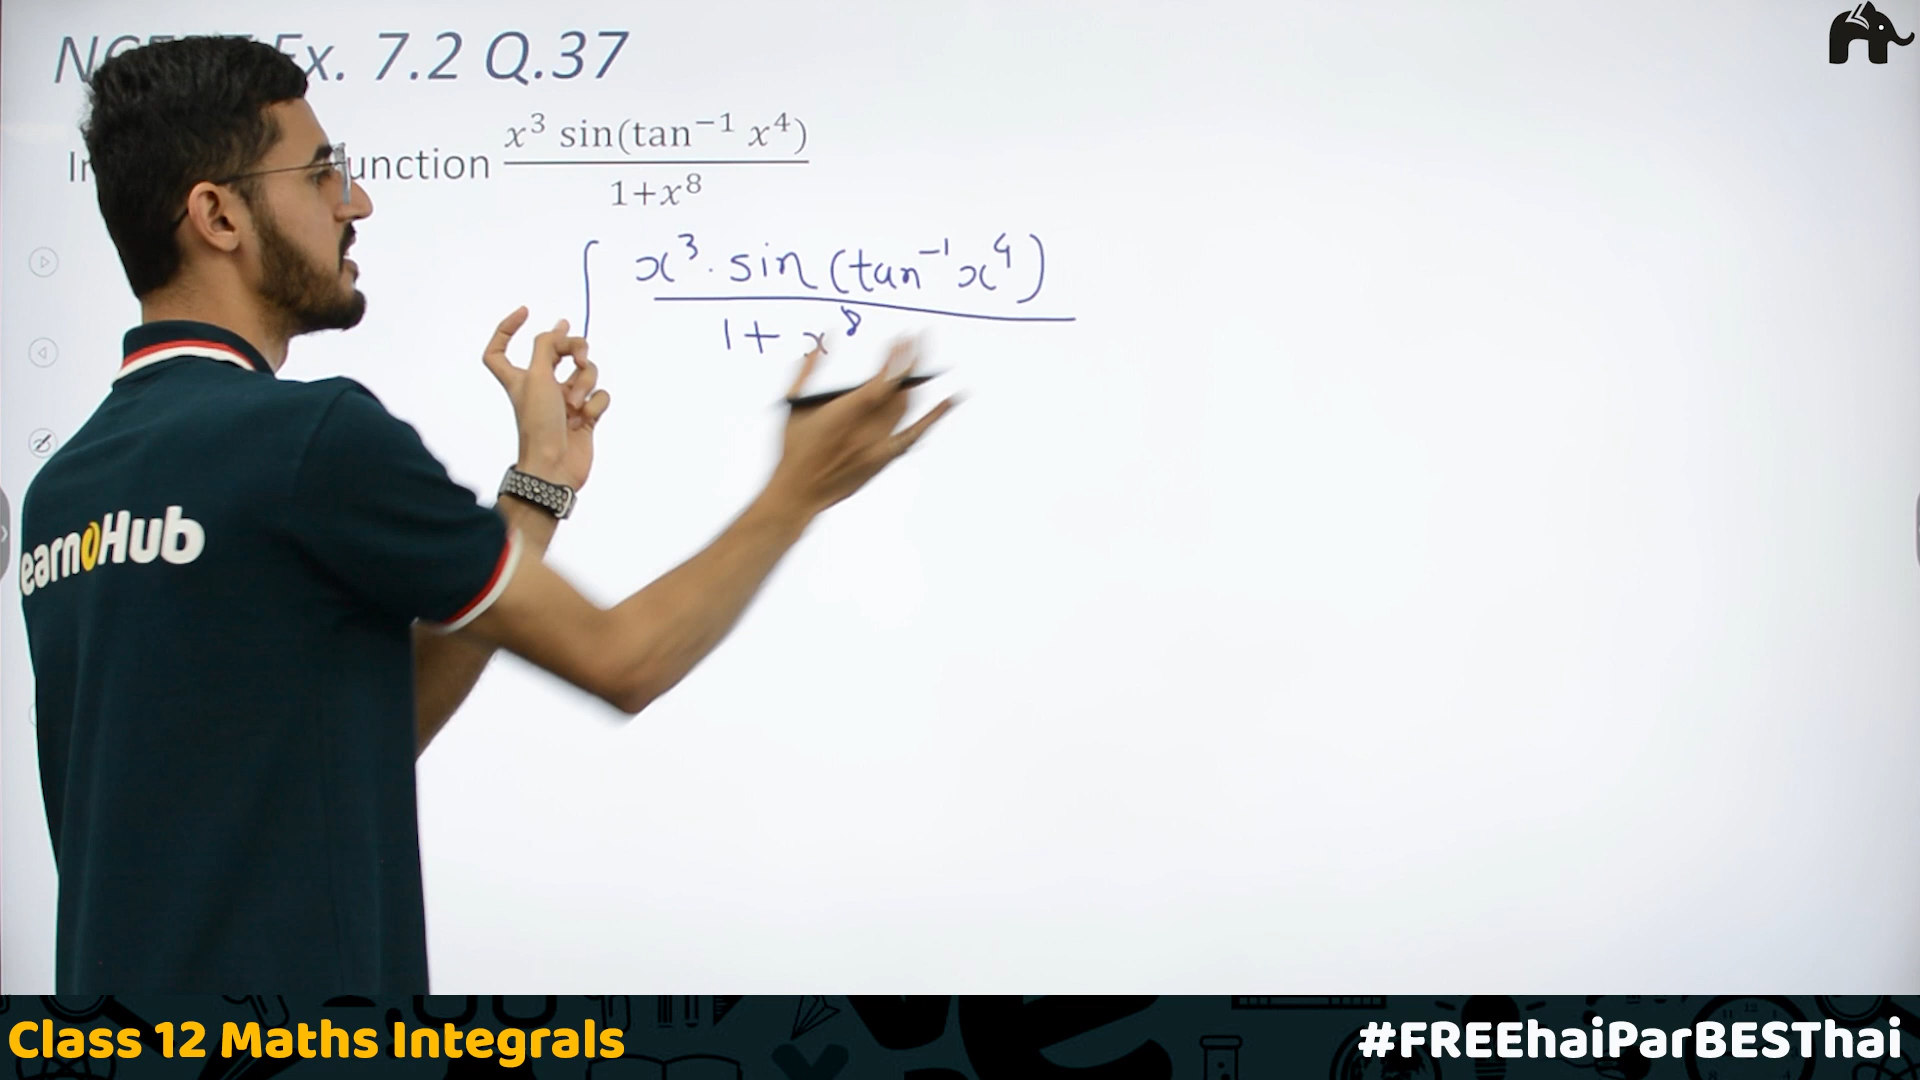 Ex. 7.2 Q.37
unction x³ sin(tan⁻¹ x⁴)
1+x⁸
∫ x³. sin (tan⁻¹x⁴)
1+ x⁸
earnoHub
Class 12 Maths Integrals
#FREEhaiParBESThai